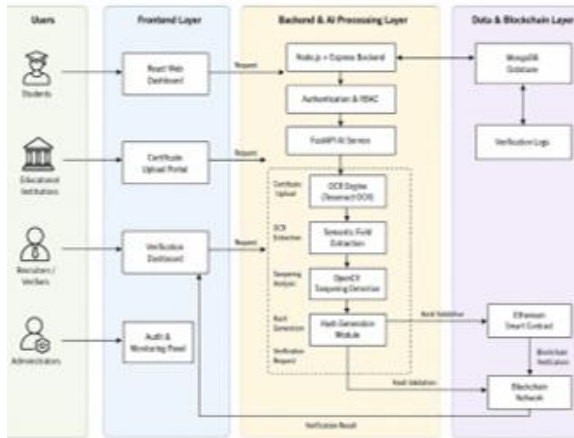 Users
Frontend Layer
Backend & AI Processing Layer
Data & Blockchain Layer
Students
React Web
Dashboard
Request
Node.js + Express Backend
MongoDB
Database
Authentication & RBAC
FastAPI AI Service
Verification Logs
Educational
Institutions
Certificate
Upload Portal
Request
Certificate
Upload
OCR Engine
(Tesseract OCR)
OCR
Extraction
Semantic Field
Extraction
Recruiters /
Verifiers
Verification
Dashboard
Request
Tampering
Analysis
OpenCV
Tampering Detection
Hash
Generation
Hash Generation
Module
Hash Validation
Ethereum
Smart Contract
Administrators
Audit &
Monitoring Panel
Verification
Request
Blockchain
Verification
Hash Validation
Blockchain
Network
Verification Result